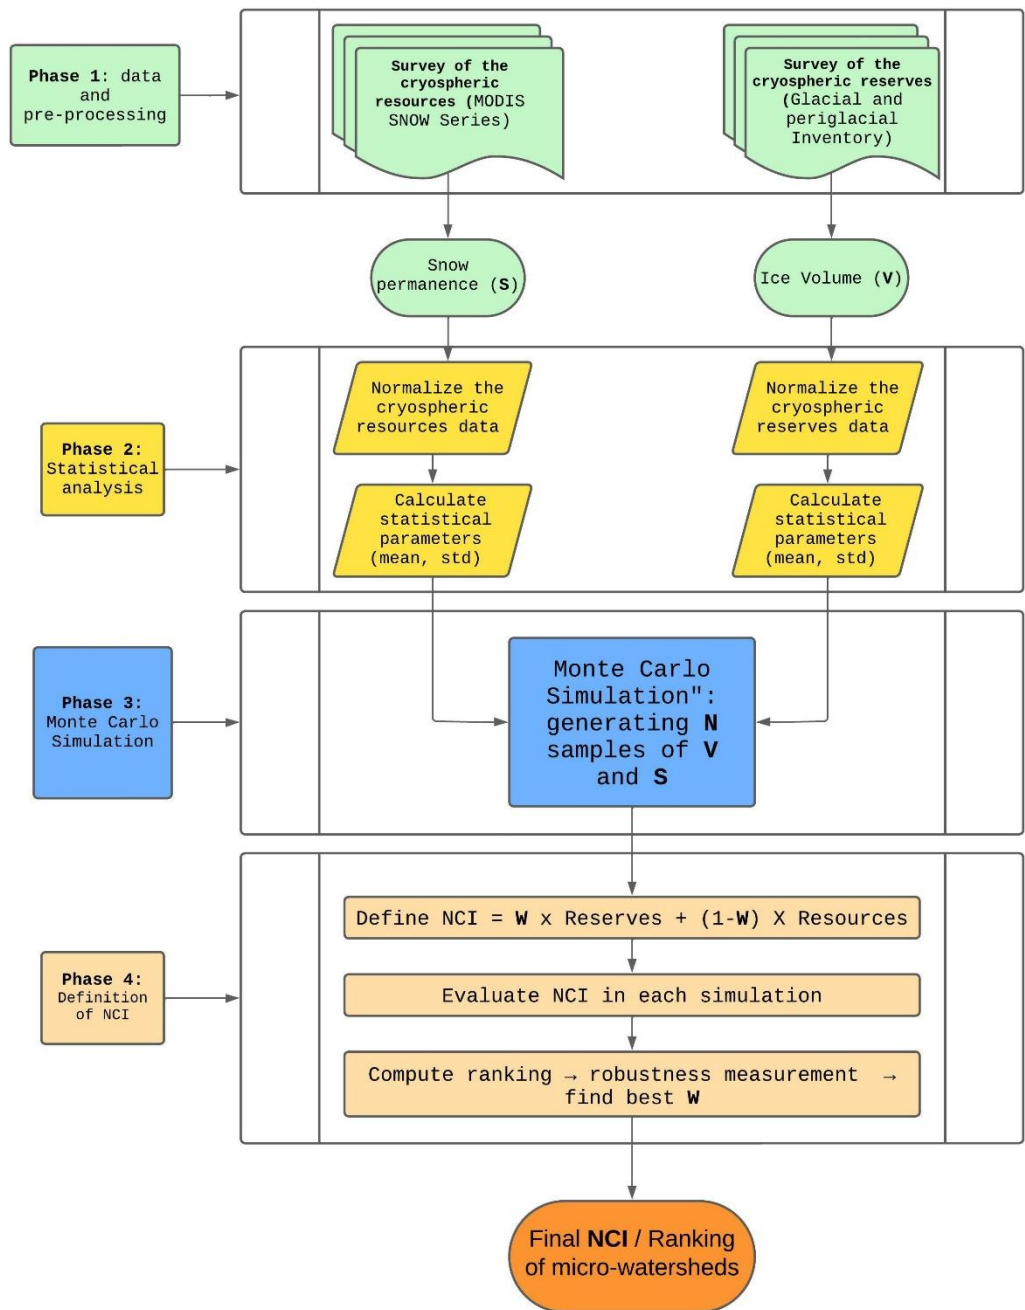 Phase 1: data
and
pre-processing
Survey of the
cryospheric
resources (MODIS
SNOW Series)
Survey of the
cryospheric reserves
(Glacial and
periglacial
Inventory)
Snow
permanence (S)
Ice Volume (V)
Phase 2:
Statistical
analysis
Normalize the
cryospheric
resources data
Normalize the
cryospheric
reserves data
Calculate
statistical
parameters
(mean, std)
Calculate
statistical
parameters
(mean, std)
Phase 3:
Monte Carlo
Simulation
Monte Carlo
Simulation":
generating N
samples of V
and S
Phase 4:
Definition
of NCI
Define NCI = W x Reserves + (1-W) X Resources
Evaluate NCI in each simulation
Compute ranking → robustness measurement →
find best W
Final NCI / Ranking
of micro-watersheds